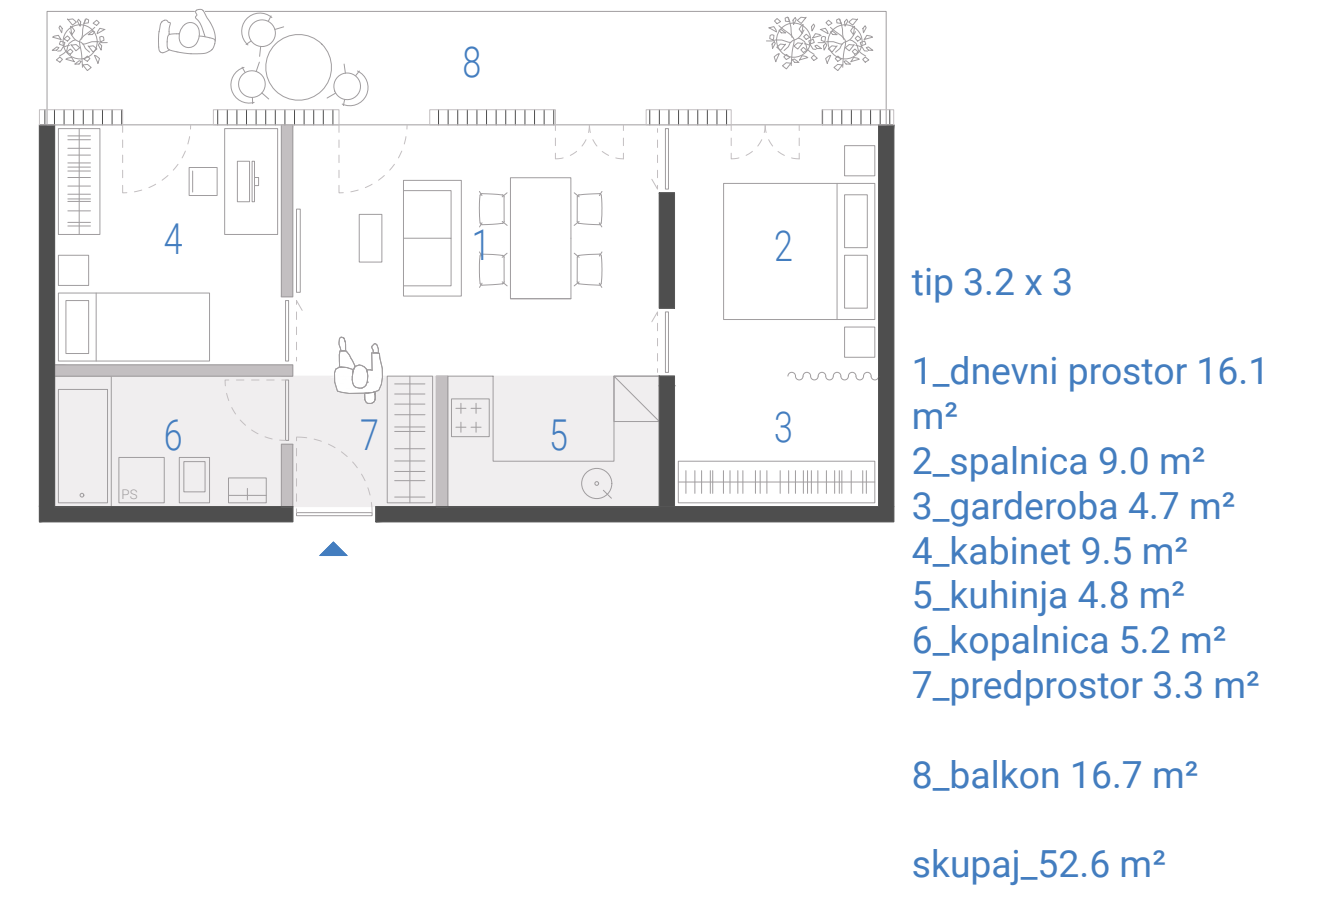 8
4
1
2
6
7
5
3
PS
tip 3.2 x 3
1_dnevni prostor 16.1
m²
2_spalnica 9.0 m²
3_garderoba 4.7 m²
4_kabinet 9.5 m²
5_kuhinja 4.8 m²
6_kopalnica 5.2 m²
7_predprostor 3.3 m²
8_balkon 16.7 m²
skupaj_52.6 m²